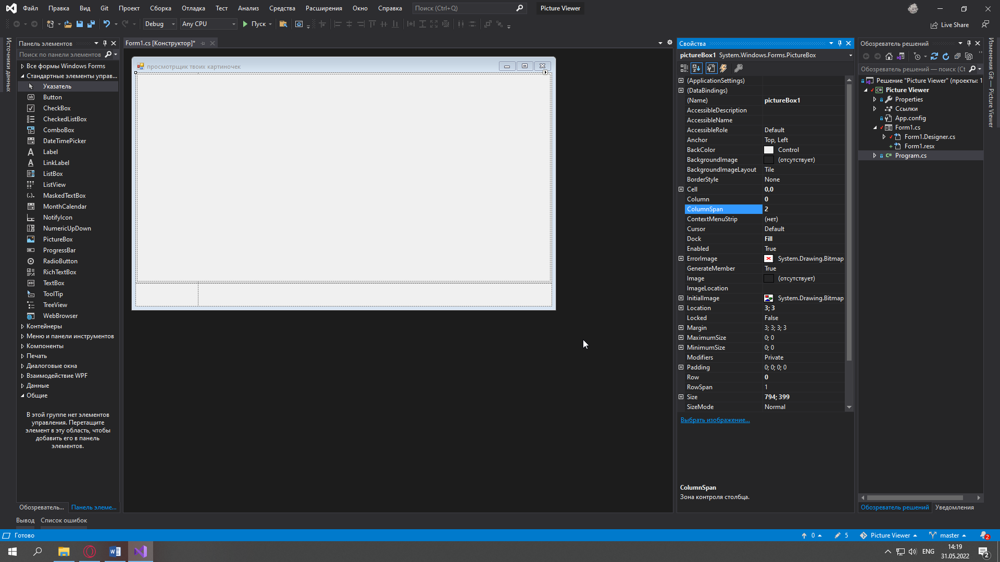 Файл Правка Вид Git Проект Сборка Отладка Тест Анализ Средства Расширения Окно Справка Поиск (Ctrl+Q) Picture Viewer
Debug Any CPU Пуск Live Share
Источники данных
Панель элементов
Поиск по панели элементов
Все формы Windows Forms
Стандартные элементы управ...
Указатель
Button
CheckBox
CheckedListBox
ComboBox
DateTimePicker
Label
LinkLabel
ListBox
ListView
MaskedTextBox
MonthCalendar
NotifyIcon
NumericUpDown
PictureBox
ProgressBar
RadioButton
RichTextBox
TextBox
ToolTip
TreeView
WebBrowser
Контейнеры
Меню и панели инструментов
Компоненты
Печать
Диалоговые окна
Взаимодействие WPF
Данные
Общие
В этой группе нет элементов
управления. Перетащите
элемент в эту область, чтобы
добавить его в панель
элементов.
Обозреватель... Панель элеме...
Form1.cs [Конструктор]*
просмотрщик твоих картиночек
Свойства
pictureBox1 System.Windows.Forms.PictureBox
(ApplicationSettings)
(DataBindings)
(Name) pictureBox1
AccessibleDescription
AccessibleName
AccessibleRole Default
Anchor Top, Left
BackColor Control
BackgroundImage (отсутствует)
BackgroundImageLayout Tile
BorderStyle None
Cell 0,0
Column 0
ColumnSpan 2
ContextMenuStrip (нет)
Cursor Default
Dock Fill
Enabled True
ErrorImage System.Drawing.Bitmap
GenerateMember True
Image (отсутствует)
ImageLocation
InitialImage System.Drawing.Bitmap
Location 3; 3
Locked False
Margin 3; 3; 3; 3
MaximumSize 0; 0
MinimumSize 0; 0
Modifiers Private
Padding 0; 0; 0; 0
Row 0
RowSpan 1
Size 794; 399
SizeMode Normal
Выбрать изображение...
ColumnSpan
Зона контроля столбца.
Обозреватель решений
Обозреватель решений — поиск (Ct
Решение "Picture Viewer" (проекты: 1
Picture Viewer
Properties
Ссылки
App.config
Form1.cs
Form1.Designer.cs
Form1.resx
Program.cs
Обозреватель решений Уведомления
Изменения Git — Picture Viewer
Вывод Список ошибок
Готово 0 5 Picture Viewer master 2
ENG 14:19
31.05.2022 2